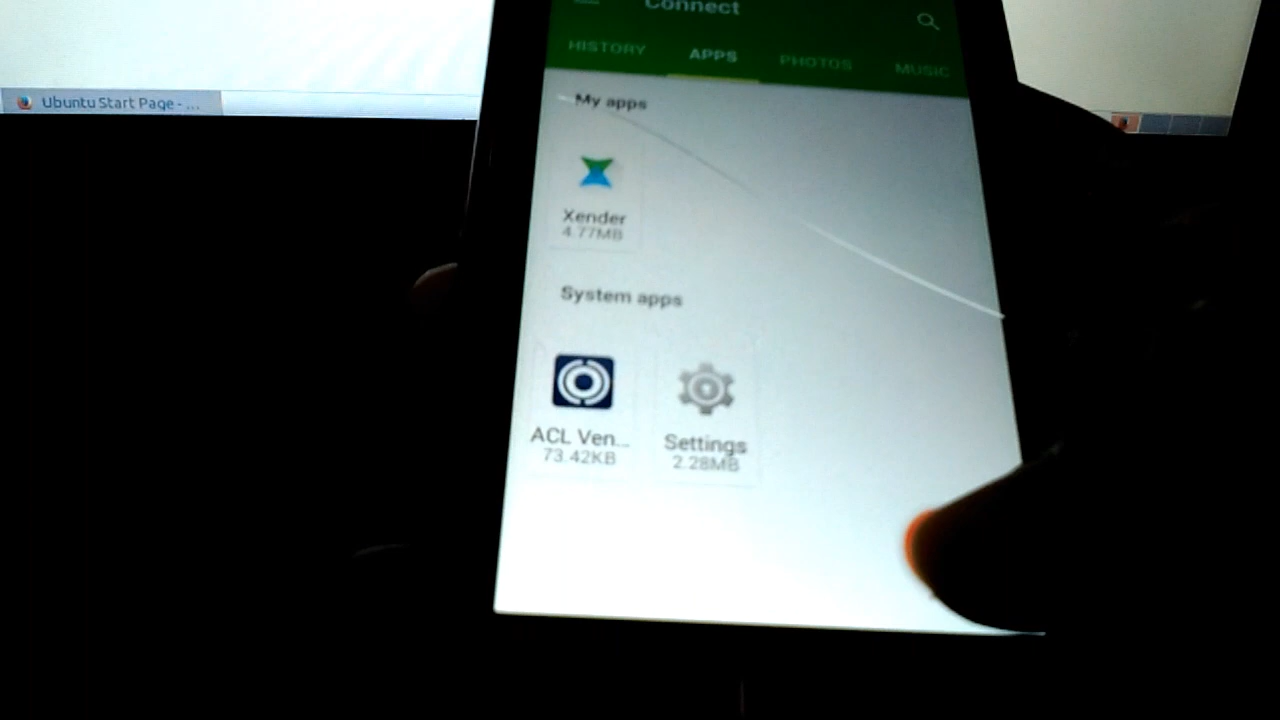 Connect
HISTORY APPS PHOTOS MUSIC
Ubuntu Start Page - ...
My apps
Xender
4.77MB
System apps
ACL Ven... Settings
73.42KB 2.28MB